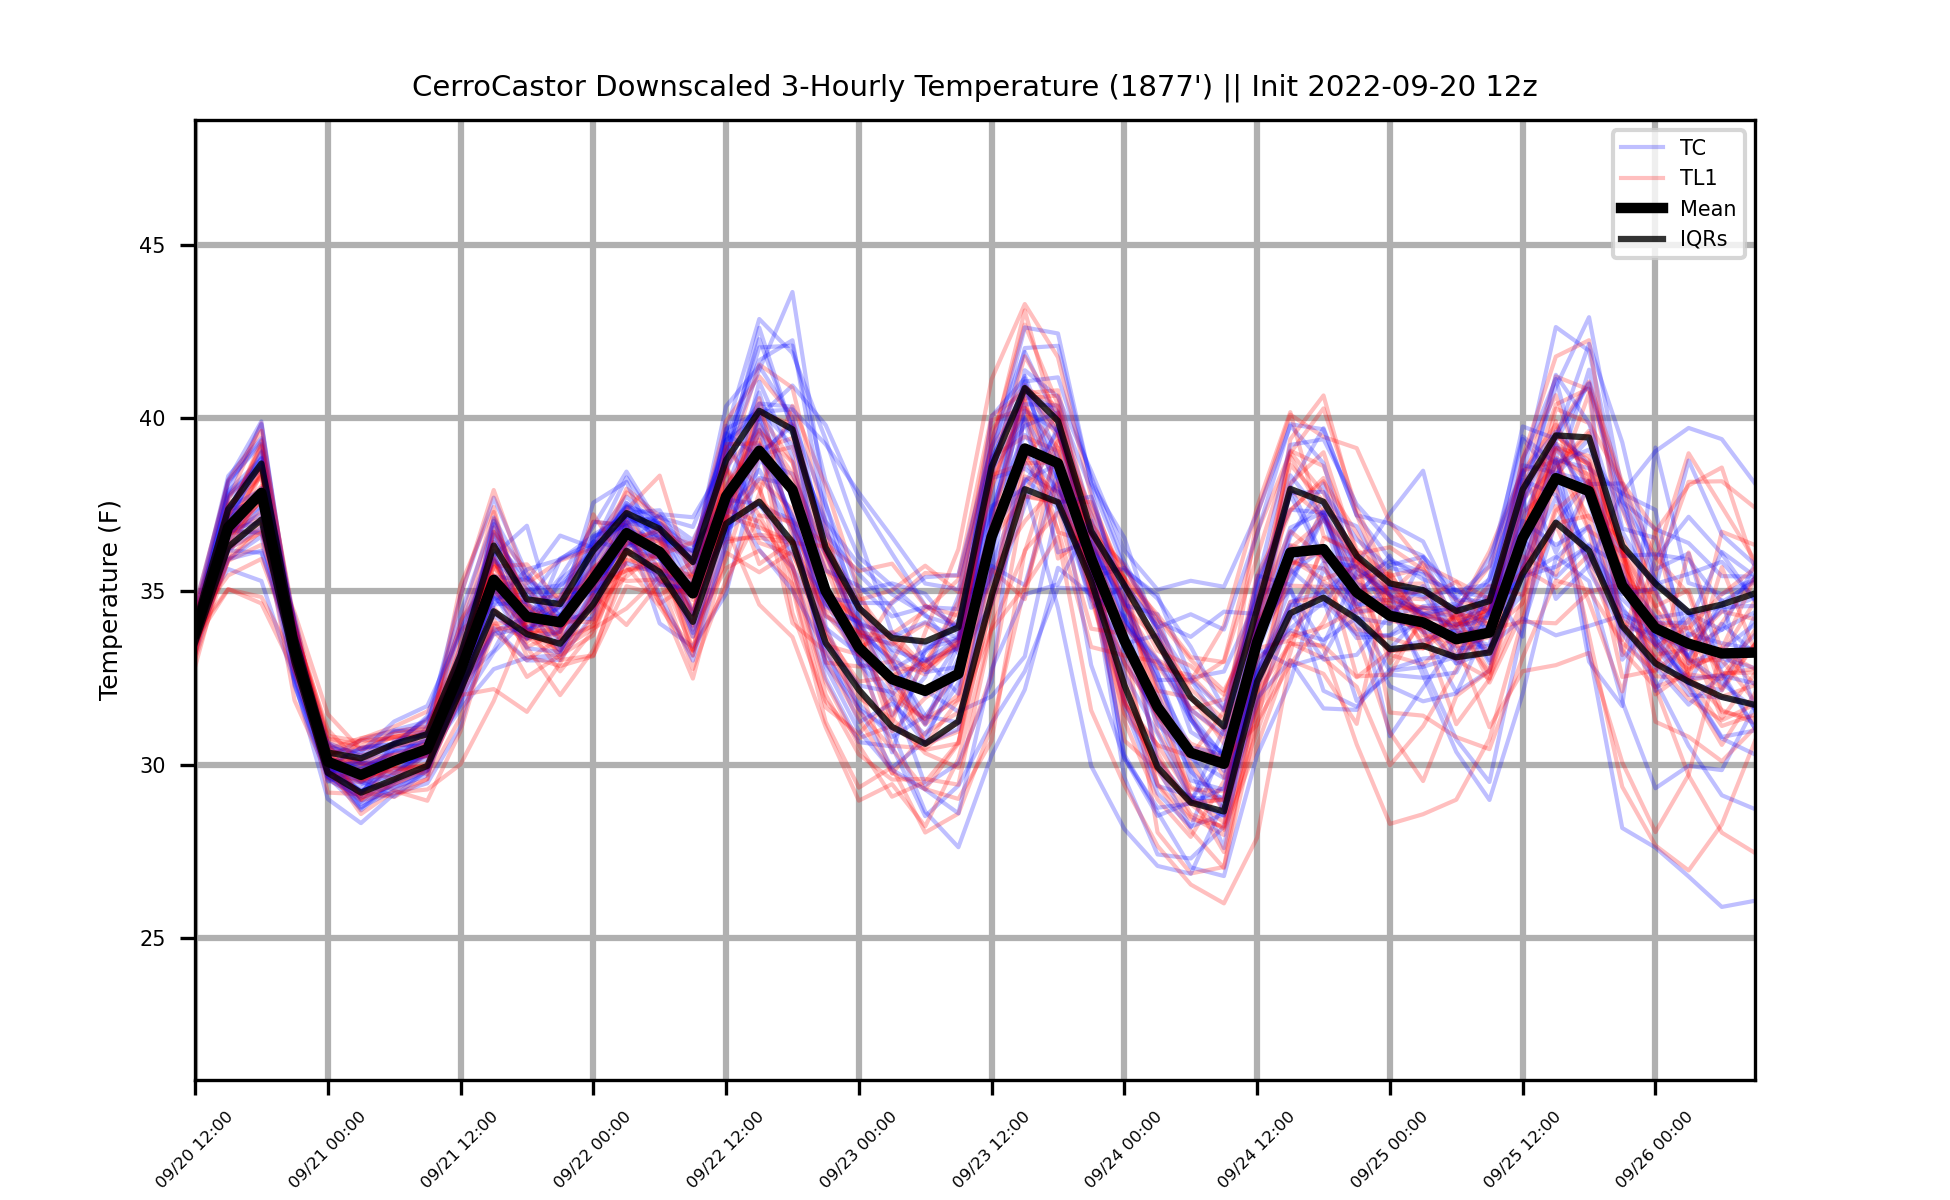 CerroCastor Downscaled 3-Hourly Temperature (1877') || Init 2022-09-20 12z
TC
TL1
Mean
IQRs
Temperature (F)
45
40
35
30
25
09/20 12:00
09/21 00:00
09/21 12:00
09/22 00:00
09/22 12:00
09/23 00:00
09/23 12:00
09/24 00:00
09/24 12:00
09/25 00:00
09/25 12:00
09/26 00:00